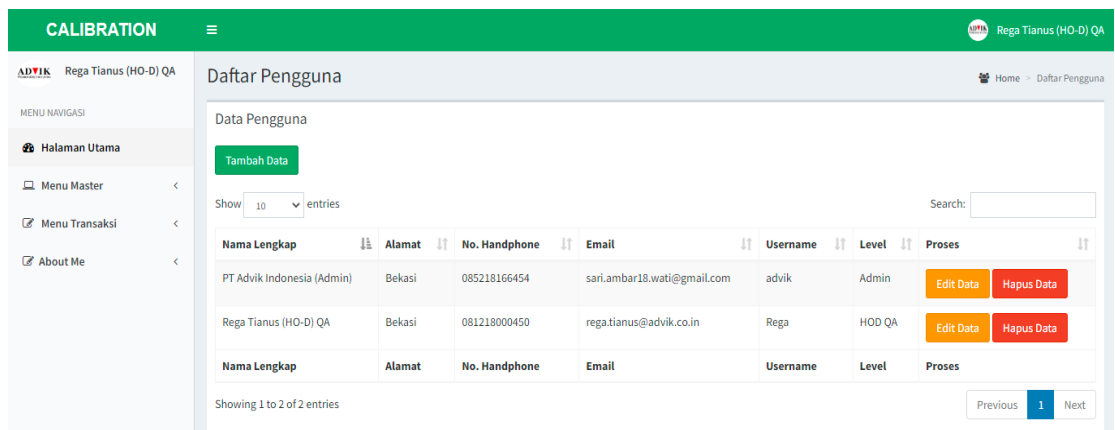 CALIBRATION
ADVIK Rega Tianus (HO-D) QA
ADVIK Rega Tianus (HO-D) QA
Daftar Pengguna
Home > Daftar Pengguna
MENU NAVIGASI
Halaman Utama
Menu Master <
Menu Transaksi <
About Me <
Data Pengguna
Tambah Data
Show 10 entries
Search:
Nama Lengkap Alamat No. Handphone Email Username Level Proses
PT Advik Indonesia (Admin) Bekasi 085218166454 sari.ambar18.wati@gmail.com advik Admin Edit Data Hapus Data
Rega Tianus (HO-D) QA Bekasi 081218000450 rega.tianus@advik.co.in Rega HOD QA Edit Data Hapus Data
Nama Lengkap Alamat No. Handphone Email Username Level Proses
Showing 1 to 2 of 2 entries
Previous 1 Next